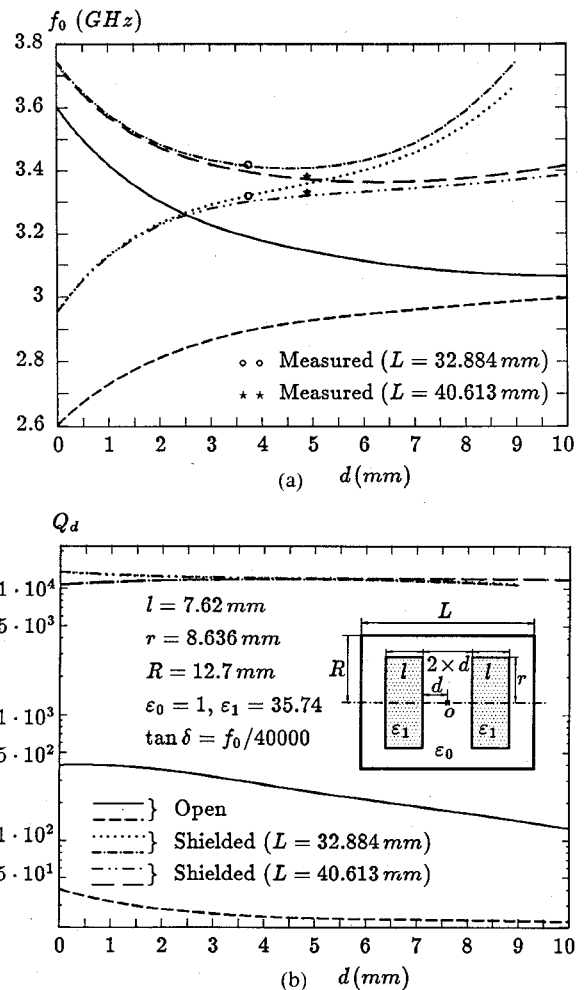 f₀ (GHz)
3.8
3.6
3.4
3.2
3
2.8
2.6
∘ ∘ Measured (L = 32.884 mm)
⋆ ⋆ Measured (L = 40.613 mm)
0 1 2 3 4 5 6 7 8 9 10
(a) d(mm)
Q_d
1 · 10⁴
5 · 10³
1 · 10³
5 · 10²
1 · 10²
5 · 10¹
l = 7.62 mm
r = 8.636 mm
R = 12.7 mm
ε₀ = 1, ε₁ = 35.74
tan δ = f₀/40000
L
R
l 2 × d l
d
r
o
ε₁ ε₀ ε₁
} Open
} Shielded (L = 32.884 mm)
} Shielded (L = 40.613 mm)
0 1 2 3 4 5 6 7 8 9 10
(b) d(mm)